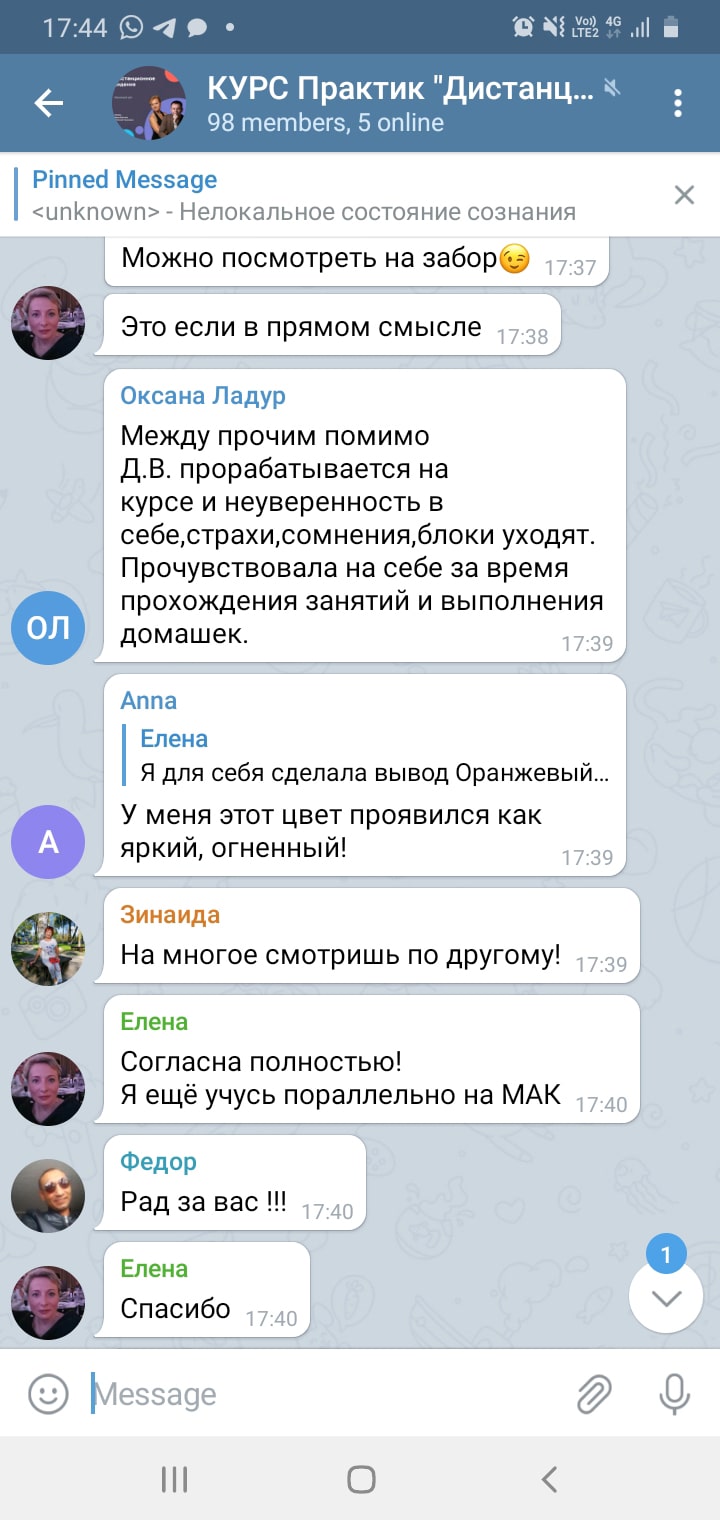 17:44
Vo) 4G
LTE2
КУРС Практик "Дистанц...
98 members, 5 online
Pinned Message
<unknown> - Нелокальное состояние сознания
Можно посмотреть на забор😉 17:37
Это если в прямом смысле 17:38
Оксана Ладур
Между прочим помимо
Д.В. прорабатывается на
курсе и неуверенность в
себе,страхи,сомнения,блоки уходят.
Прочувствовала на себе за время
прохождения занятий и выполнения
домашек. 17:39
ОЛ
Anna
Елена
Я для себя сделала вывод Оранжевый...
У меня этот цвет проявился как
яркий, огненный! 17:39
A
Зинаида
На многое смотришь по другому! 17:39
Елена
Согласна полностью!
Я ещё учусь пораллельно на МАК 17:40
Федор
Рад за вас !!! 17:40
Елена
Спасибо 17:40
1
Message